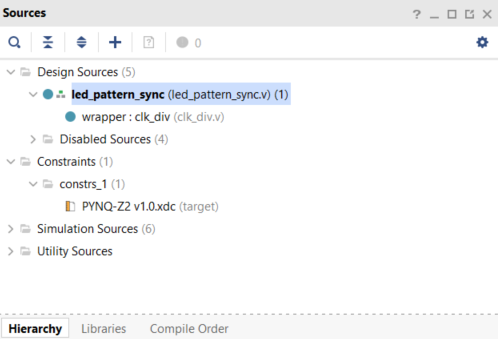 Sources
? _
0
Design Sources (5)
led_pattern_sync (led_pattern_sync.v) (1)
wrapper : clk_div (clk_div.v)
Disabled Sources (4)
Constraints (1)
constrs_1 (1)
PYNQ-Z2 v1.0.xdc (target)
Simulation Sources (6)
Utility Sources
Hierarchy Libraries Compile Order